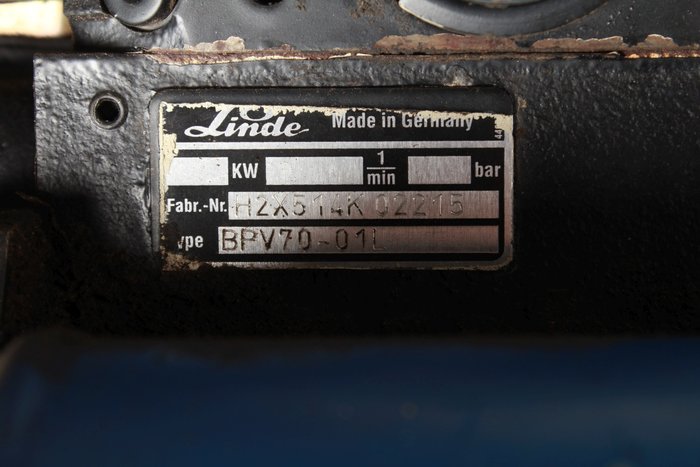 Linde Made in Germany
KW 1/min bar
Fabr.-Nr. H2X514K02215
ype BPV70-01L